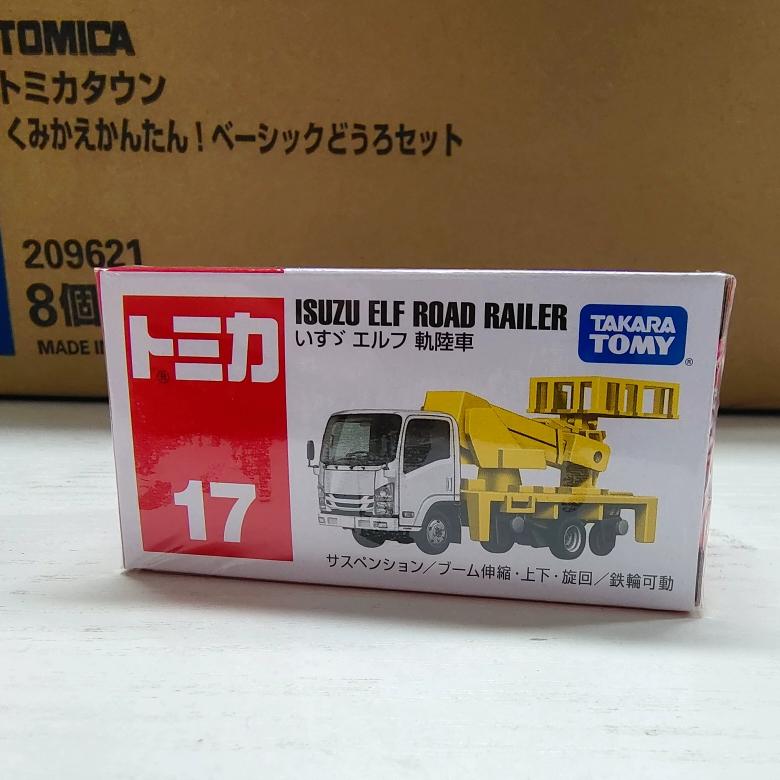 TOMICA
トミカタウン
くみかえかんたん！ベーシックどうろセット
209621
8個
MADE I
トミカ
®
17
ISUZU ELF ROAD RAILER
いすゞ エルフ 軌陸車
TAKARA
TOMY
®
サスペンション／ブーム伸縮・上下・旋回／鉄輪可動